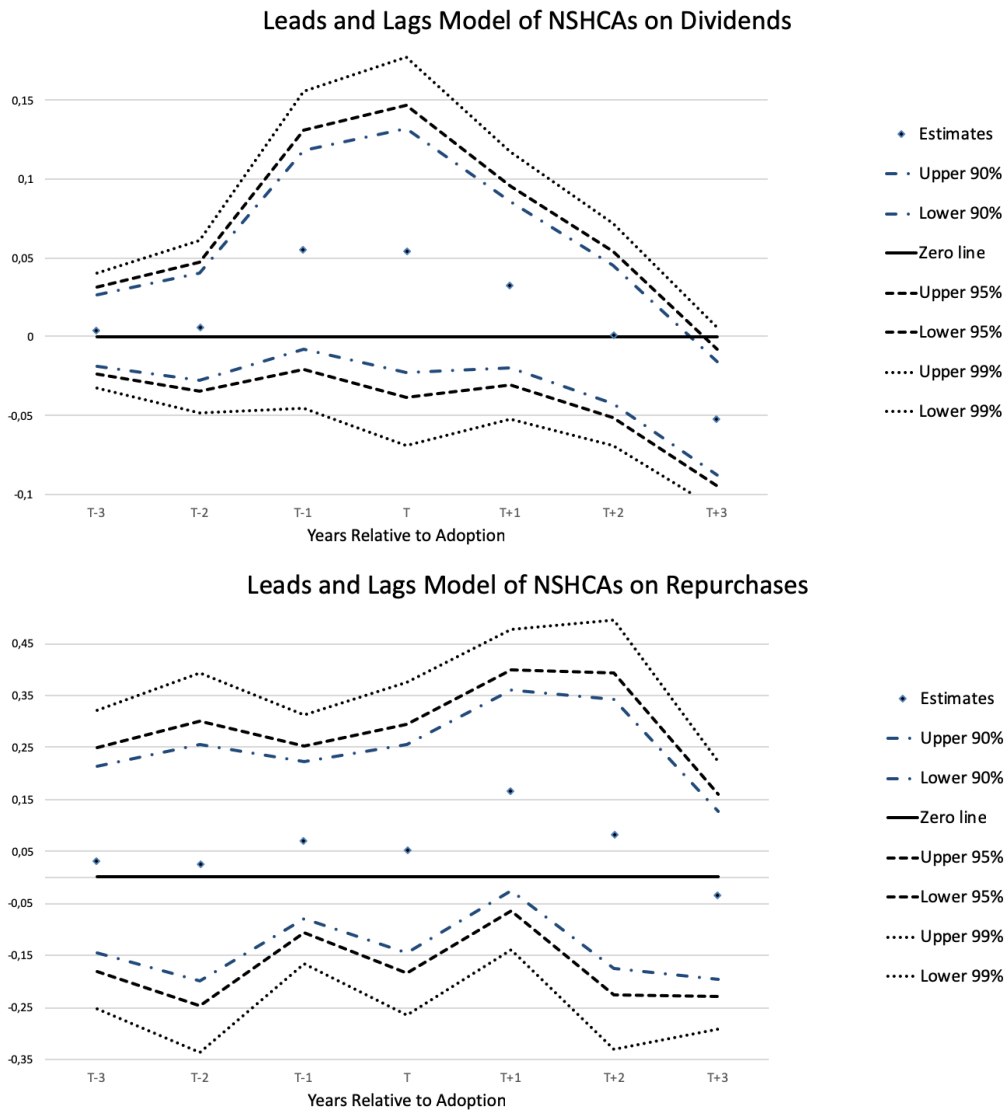 Leads and Lags Model of NSHCAs on Dividends
0,15
0,1
0,05
0
-0,05
-0,1
T-3 T-2 T-1 T T+1 T+2 T+3
Years Relative to Adoption
Estimates
Upper 90%
Lower 90%
Zero line
Upper 95%
Lower 95%
Upper 99%
Lower 99%
Leads and Lags Model of NSHCAs on Repurchases
0,45
0,35
0,25
0,15
0,05
-0,05
-0,15
-0,25
-0,35
T-3 T-2 T-1 T T+1 T+2 T+3
Years Relative to Adoption
Estimates
Upper 90%
Lower 90%
Zero line
Upper 95%
Lower 95%
Upper 99%
Lower 99%